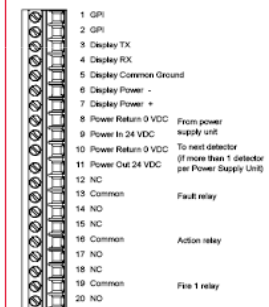 1 GPI
2 GPI
3 Display TX
4 Display RX
5 Display Common Ground
6 Display Power -
7 Display Power +
8 Power Return 0 VDC From power
9 Power In 24 VDC supply unit
10 Power Return 0 VDC To next detector
(if more than 1 detector
11 Power Out 24 VDC per Power Supply Unit)
12 NC
13 Common Fault relay
14 NO
15 NC
16 Common Action relay
17 NO
18 NC
19 Common Fire 1 relay
20 NO